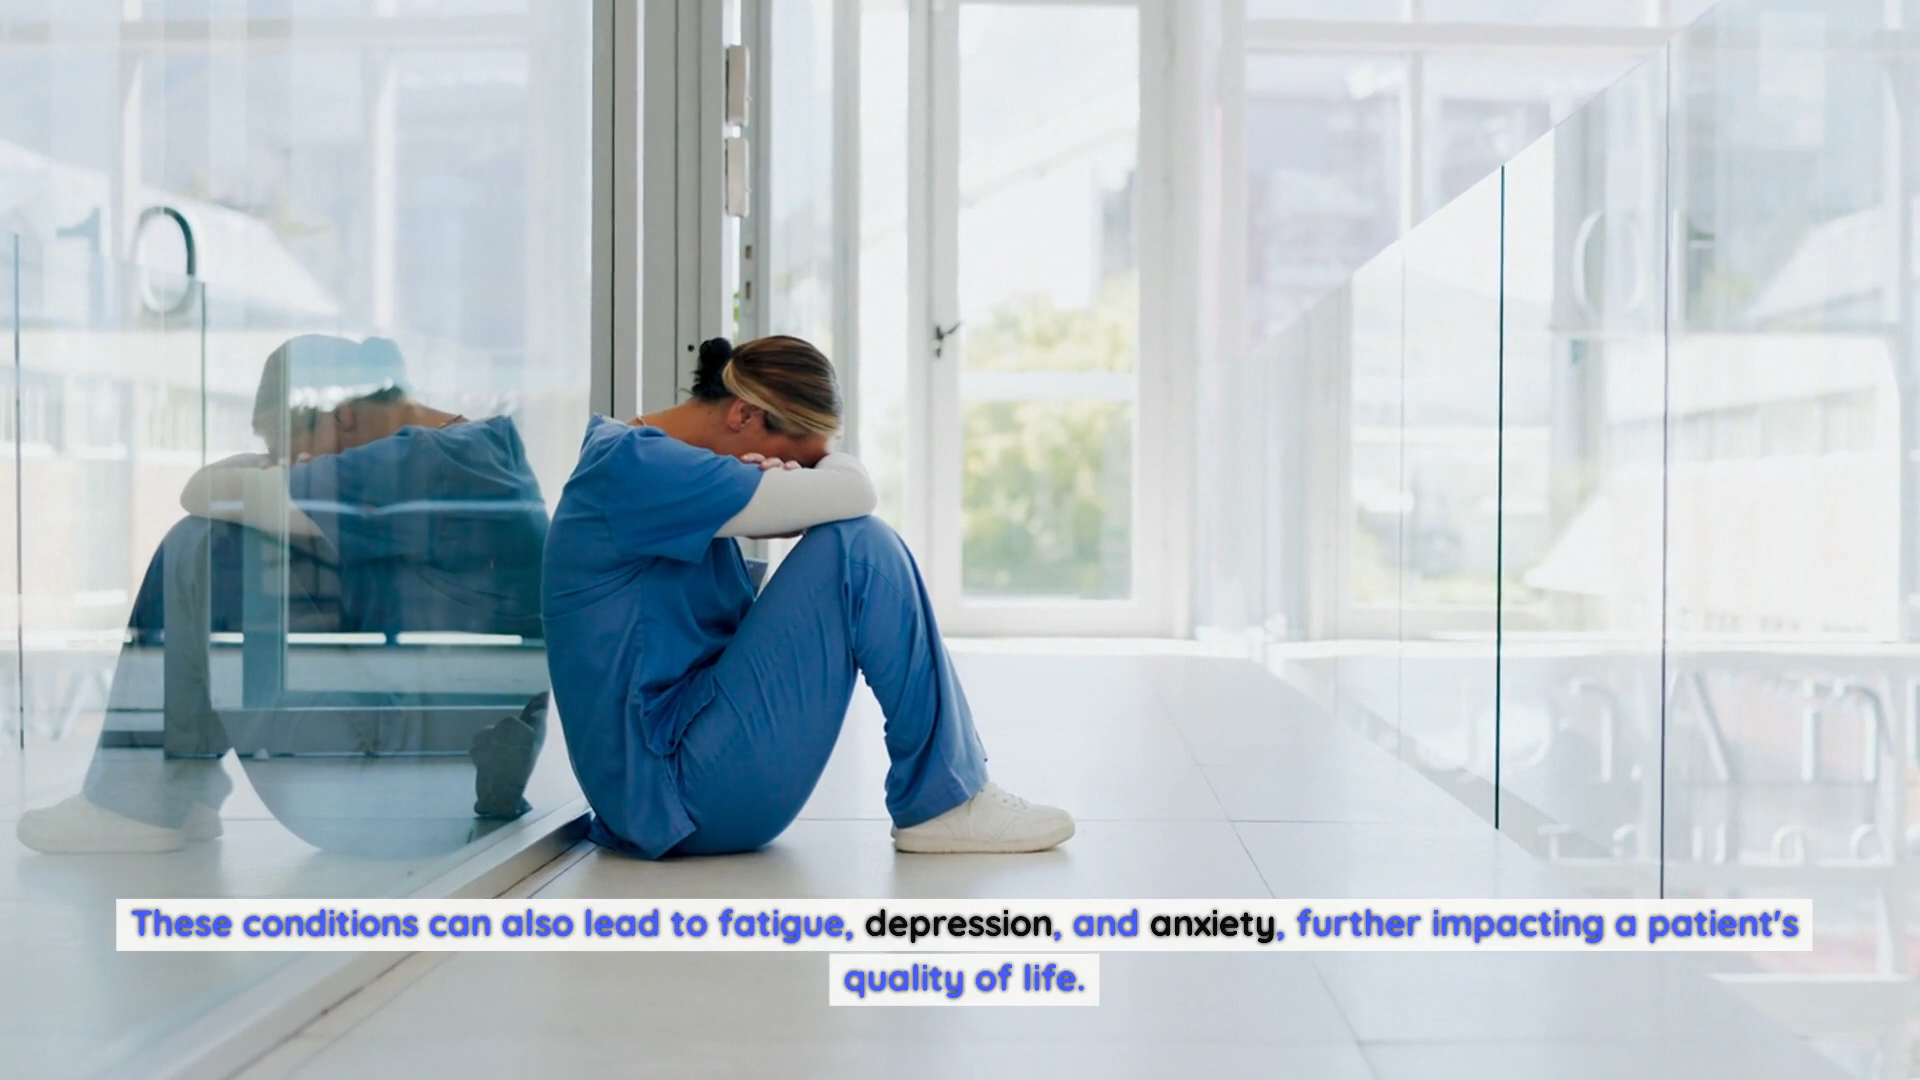 These conditions can also lead to fatigue, depression, and anxiety, further impacting a patient's
quality of life.